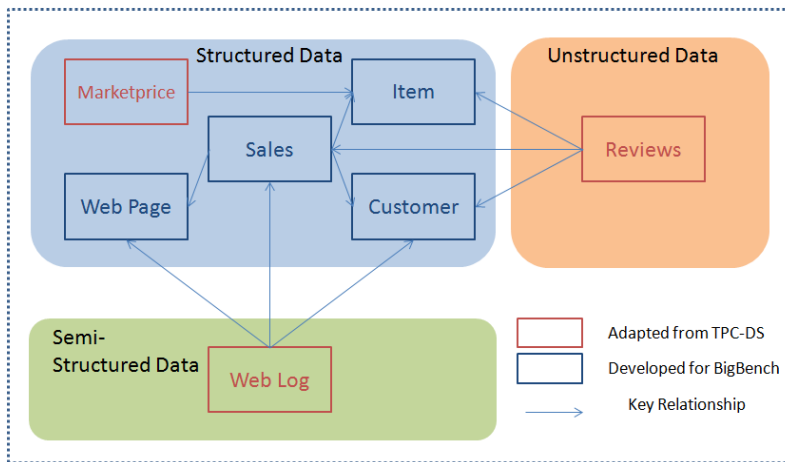 Structured Data
Unstructured Data
Marketprice
Item
Sales
Reviews
Web Page
Customer
Semi-
Structured Data
Web Log
Adapted from TPC-DS
Developed for BigBench
Key Relationship